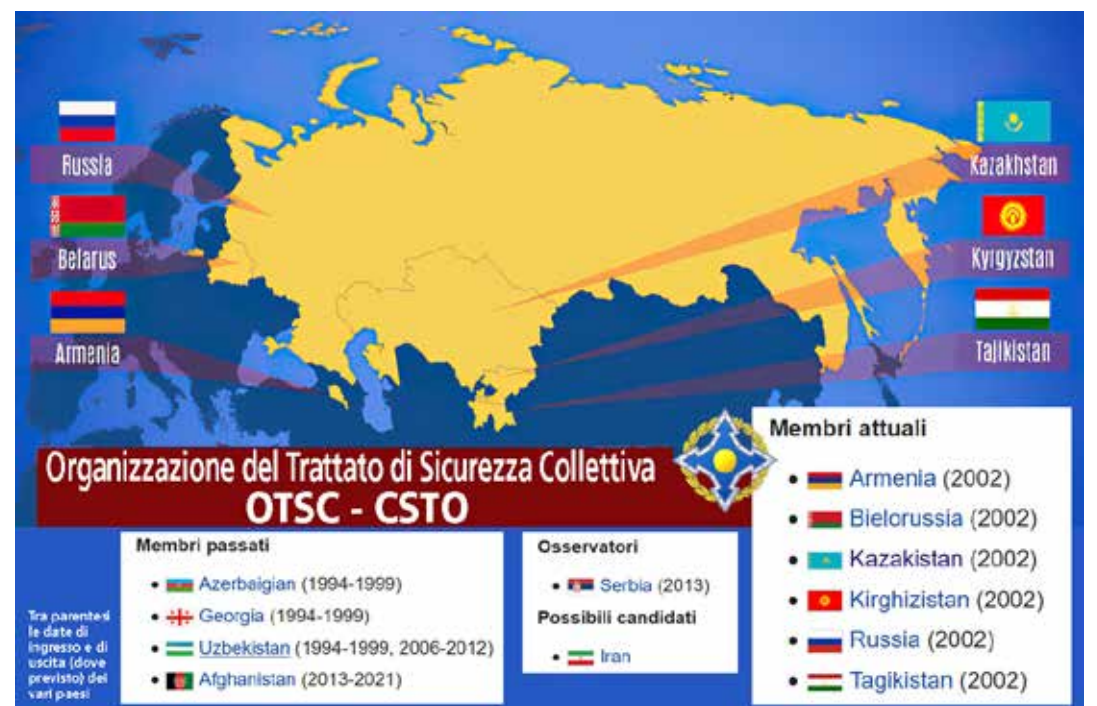 Russia
Belarus
Armenia
Kazakhstan
Kyrgyzstan
Tajikistan
Organizzazione del Trattato di Sicurezza Collettiva
OTSC - CSTO
Membri attuali
• Armenia (2002)
• Bielorussia (2002)
• Kazakistan (2002)
• Kirghizistan (2002)
• Russia (2002)
• Tagikistan (2002)
Membri passati
• Azerbaigian (1994-1999)
• Georgia (1994-1999)
• Uzbekistan (1994-1999, 2006-2012)
• Afghanistan (2013-2021)
Osservatori
• Serbia (2013)
Possibili candidati
• Iran
Tra parentesi
le date di
ingresso e di
uscita (dove
previsto) dei
vari paesi